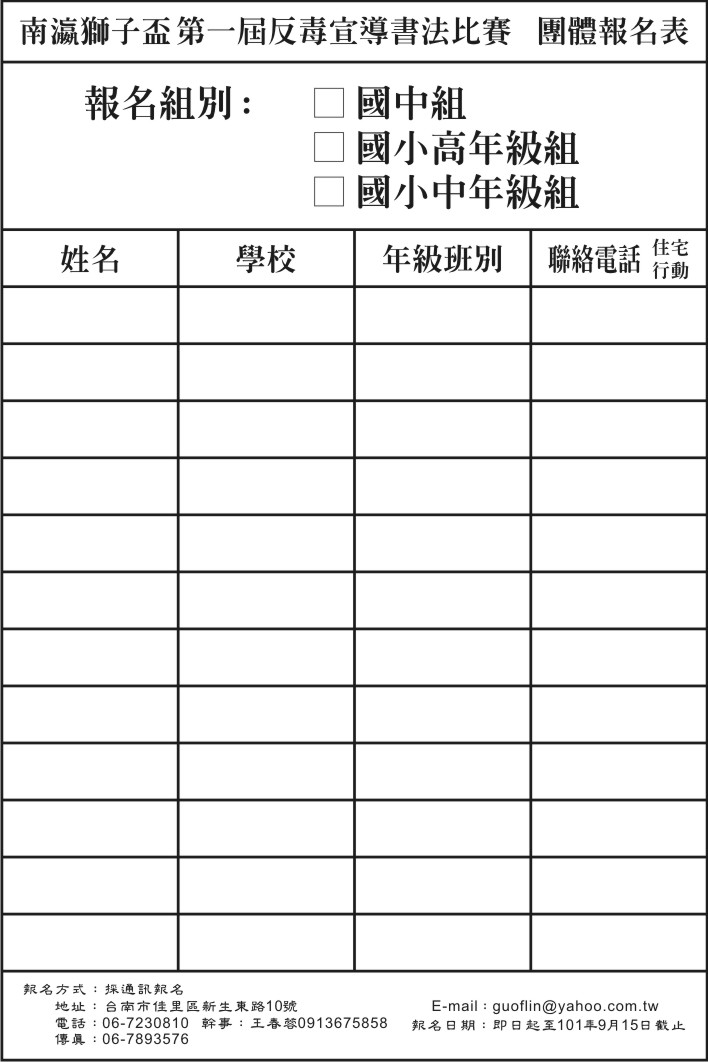 南瀛獅子盃第一屆反毒宣導書法比賽 團體報名表
報名組別: □ 國中組
□ 國小高年級組
□ 國小中年級組
姓名 學校 年級班別 聯絡電話 住宅 行動
報名方式:採通訊報名
地址:台南市佳里區新生東路10號 E-mail:guoflin@yahoo.com.tw
電話:06-7230810 幹事:王春蓉0913675858 報名日期:即日起至101年9月15日截止
傳真:06-7893576